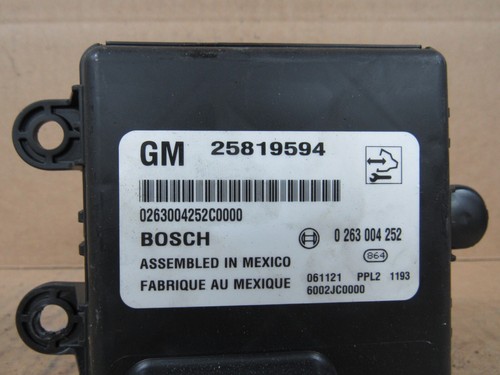 GM 25819594
0263004252C0000
BOSCH 0 263 004 252
864
ASSEMBLED IN MEXICO
FABRIQUE AU MEXIQUE
061121 PPL2 1193
6002JC0000